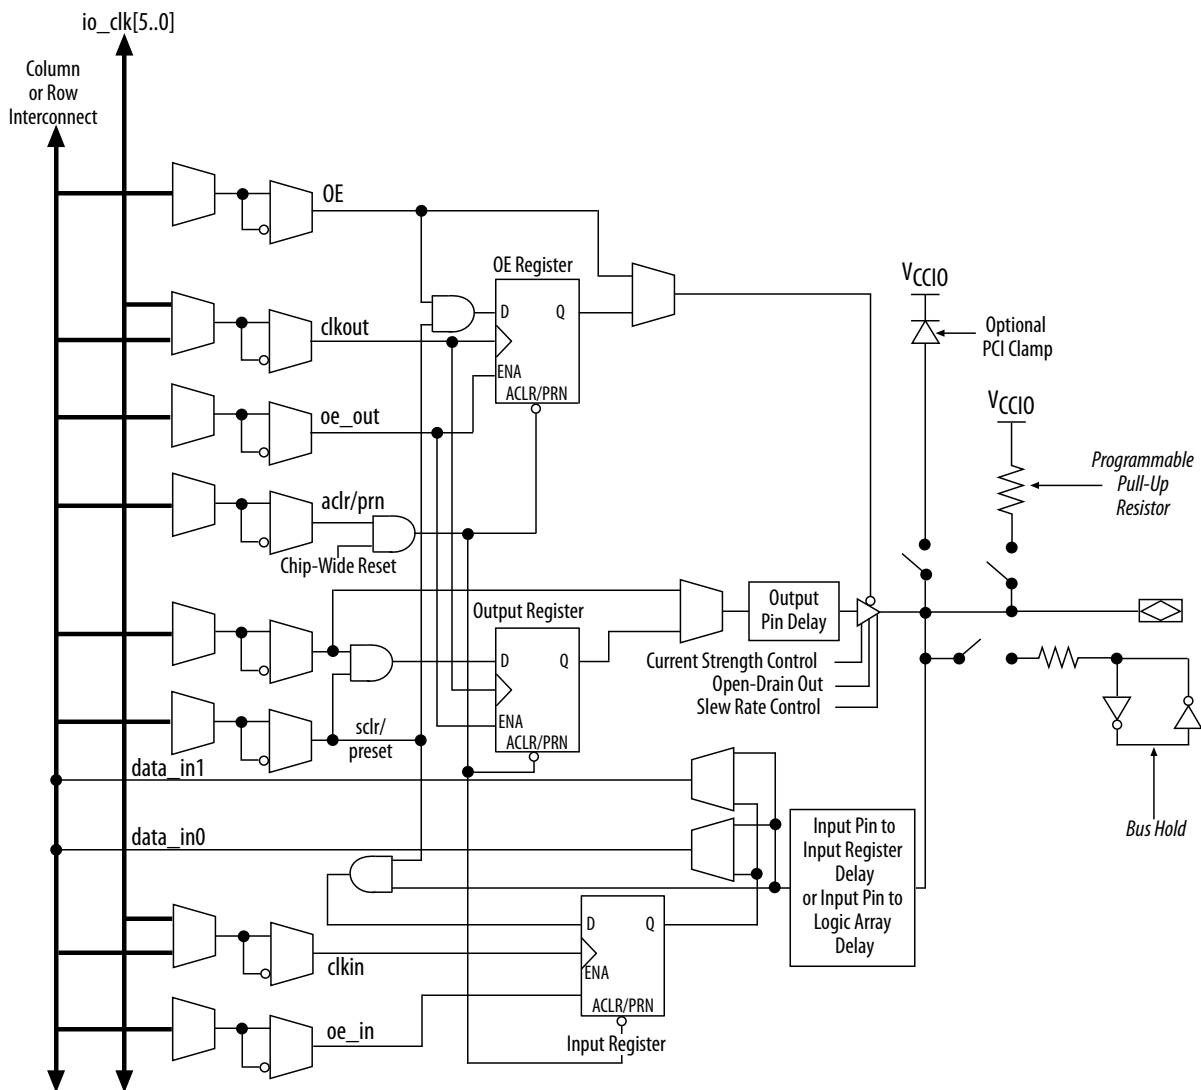 io_clk[5..0]
Column
or Row
Interconnect
OE
OE Register
D
Q
ENA
ACLR/PRN
clkout
oe_out
aclr/prn
Chip-Wide Reset
VCCIO
Optional
PCI Clamp
VCCIO
Programmable
Pull-Up
Resistor
Output Register
D
Q
ENA
ACLR/PRN
Output
Pin Delay
Current Strength Control
Open-Drain Out
Slew Rate Control
sclr/
preset
data_in1
data_in0
Bus Hold
Input Pin to
Input Register
Delay
or Input Pin to
Logic Array
Delay
D
Q
ENA
ACLR/PRN
Input Register
clkin
oe_in